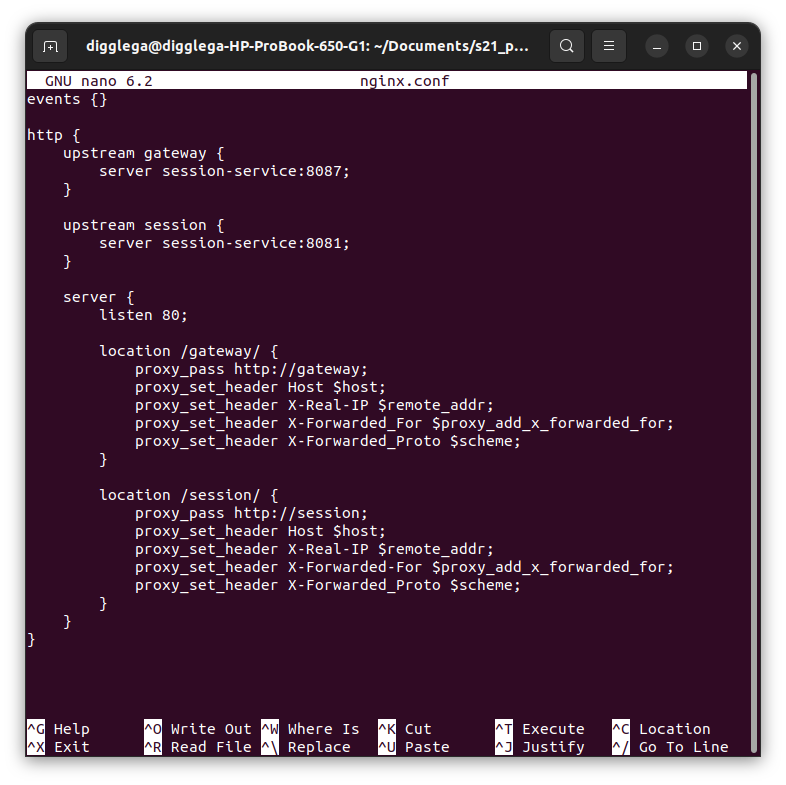 digglega@digglega-HP-ProBook-650-G1: ~/Documents/s21_p...
GNU nano 6.2 nginx.conf
events {}
http {
    upstream gateway {
        server session-service:8087;
    }
    upstream session {
        server session-service:8081;
    }
    server {
        listen 80;
        location /gateway/ {
            proxy_pass http://gateway;
            proxy_set_header Host $host;
            proxy_set_header X-Real-IP $remote_addr;
            proxy_set_header X-Forwarded_For $proxy_add_x_forwarded_for;
            proxy_set_header X-Forwarded_Proto $scheme;
        }
        location /session/ {
            proxy_pass http://session;
            proxy_set_header Host $host;
            proxy_set_header X-Real-IP $remote_addr;
            proxy_set_header X-Forwarded-For $proxy_add_x_forwarded_for;
            proxy_set_header X-Forwarded_Proto $scheme;
        }
    }
}
^G Help ^O Write Out ^W Where Is ^K Cut ^T Execute ^C Location
^X Exit ^R Read File ^\ Replace ^U Paste ^J Justify ^/ Go To Line